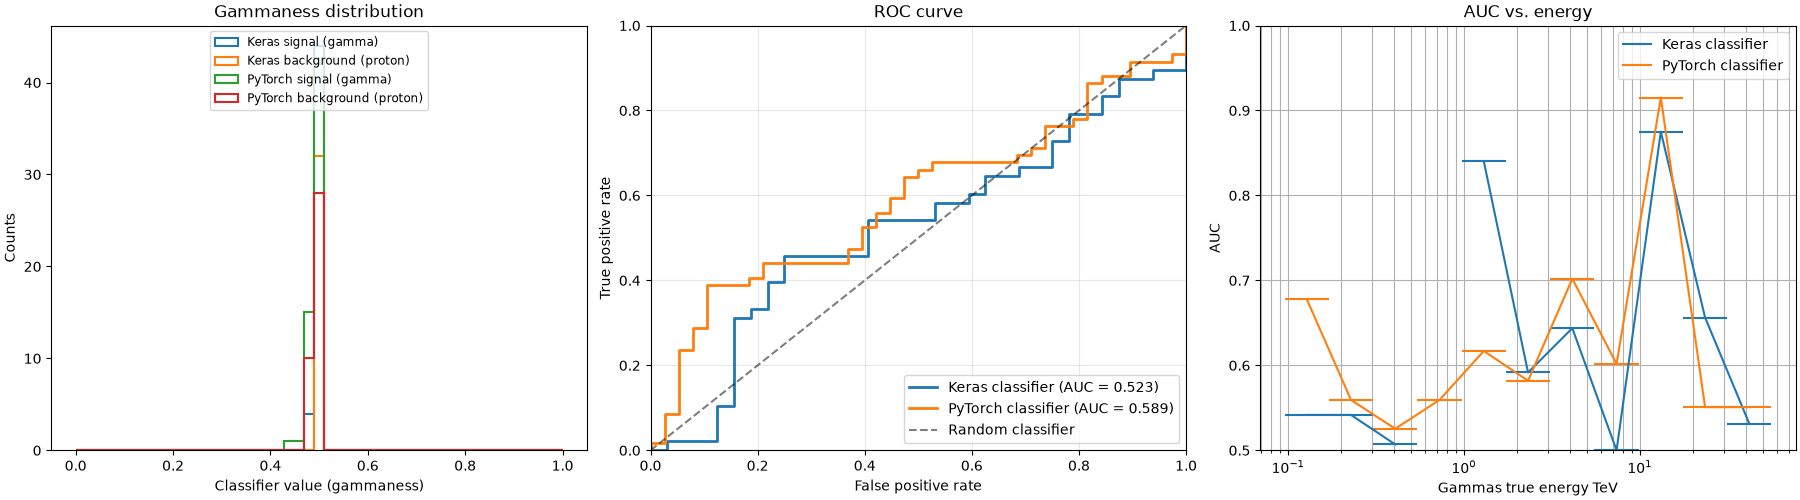 Gammaness distribution
Keras signal (gamma)
Keras background (proton)
PyTorch signal (gamma)
PyTorch background (proton)
40
30
20
10
0
Counts
0.0 0.2 0.4 0.6 0.8 1.0
Classifier value (gammaness)
ROC curve
1.0
0.8
0.6
0.4
0.2
0.0
True positive rate
Keras classifier (AUC = 0.523)
PyTorch classifier (AUC = 0.589)
Random classifier
0.0 0.2 0.4 0.6 0.8 1.0
False positive rate
AUC vs. energy
Keras classifier
PyTorch classifier
1.0
0.9
0.8
0.7
0.6
0.5
AUC
10⁻¹ 10⁰ 10¹
Gammas true energy TeV